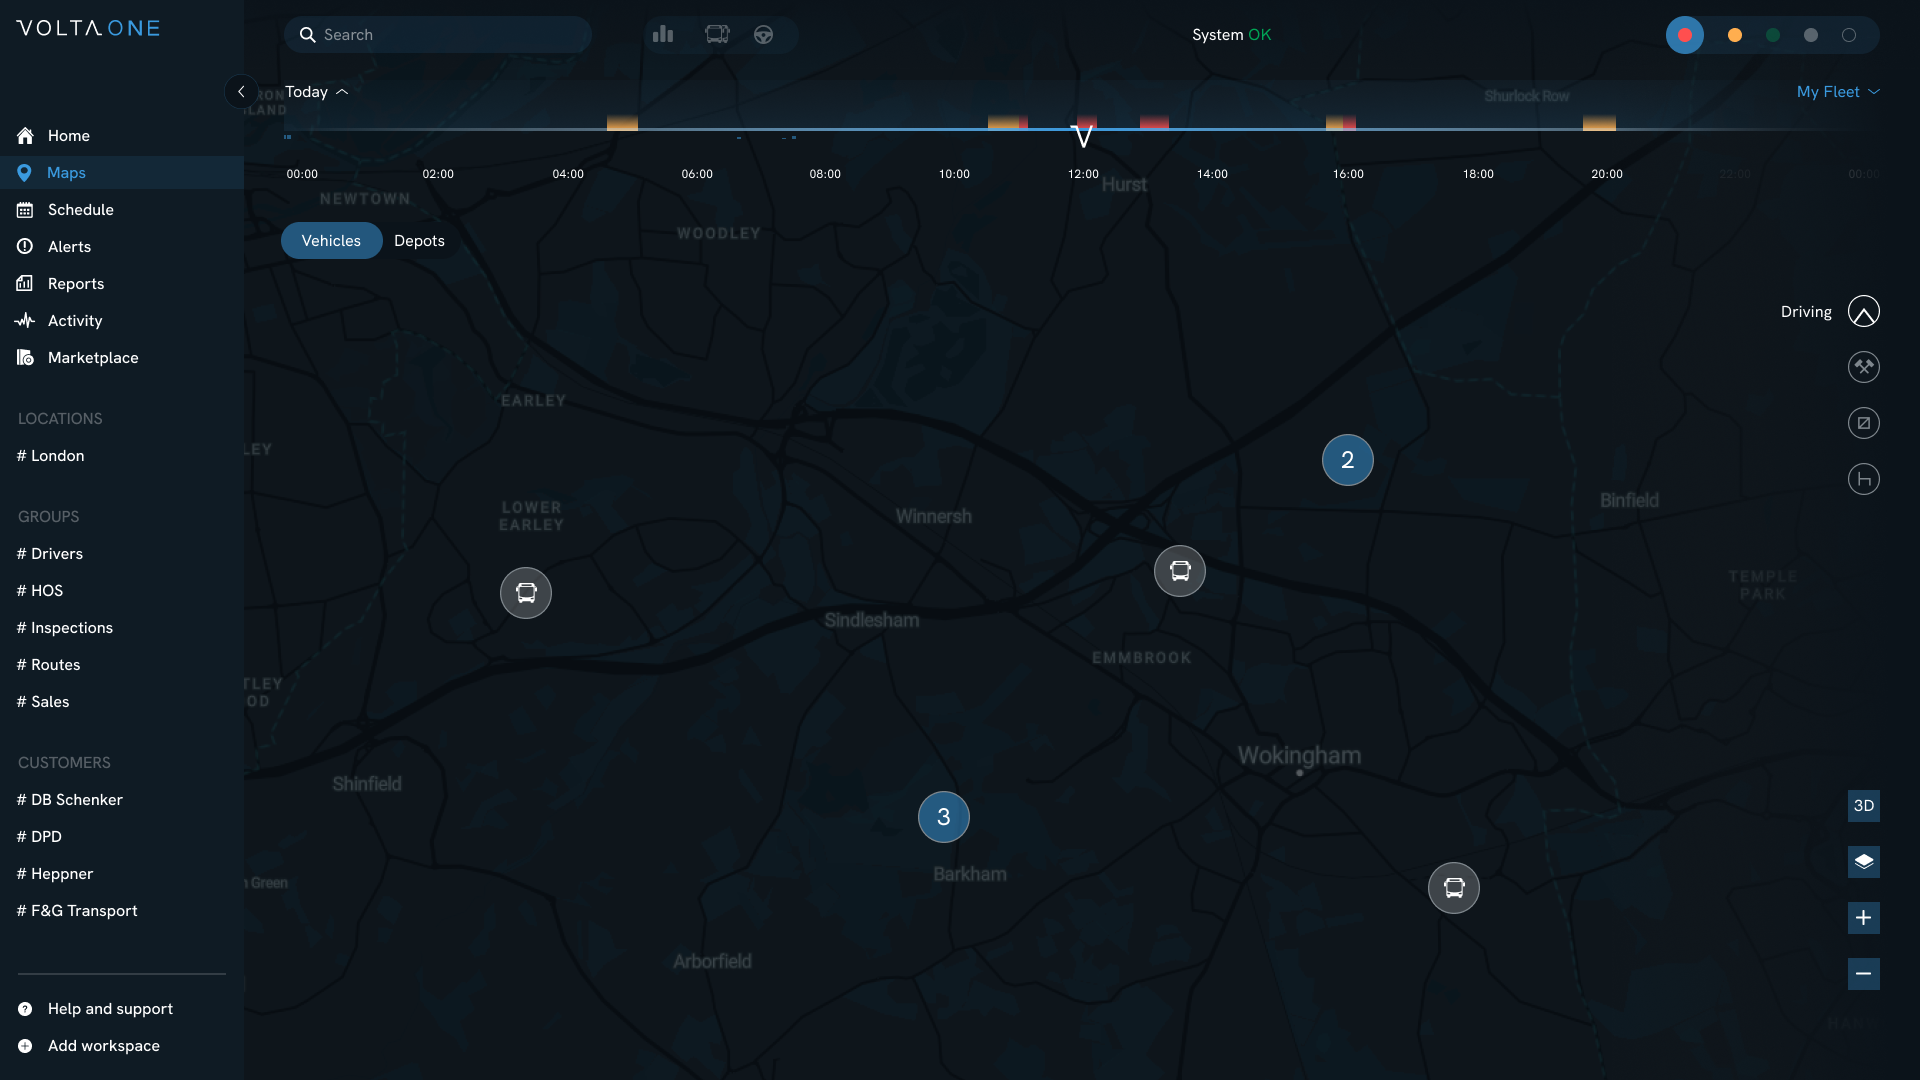 VOLTA ONE
Search
System OK
Today
My Fleet
Shurlock Row
00:00 02:00 04:00 06:00 08:00 10:00 12:00 14:00 16:00 18:00 20:00 22:00 00:00
Hurst
NEWTOWN
WOODLEY
Vehicles Depots
Home
Maps
Schedule
Alerts
Reports
Activity
Marketplace
LOCATIONS
# London
GROUPS
# Drivers
# HOS
# Inspections
# Routes
# Sales
CUSTOMERS
# DB Schenker
# DPD
# Heppner
# F&G Transport
Help and support
Add workspace
Driving
EARLEY
LEY
2
LOWER
EARLEY
Winnersh
Binfield
TEMPLE
PARK
Sindlesham
EMMBROOK
TLEY
OD
Wokingham
Shinfield
3
3D
Barkham
n Green
Arborfield